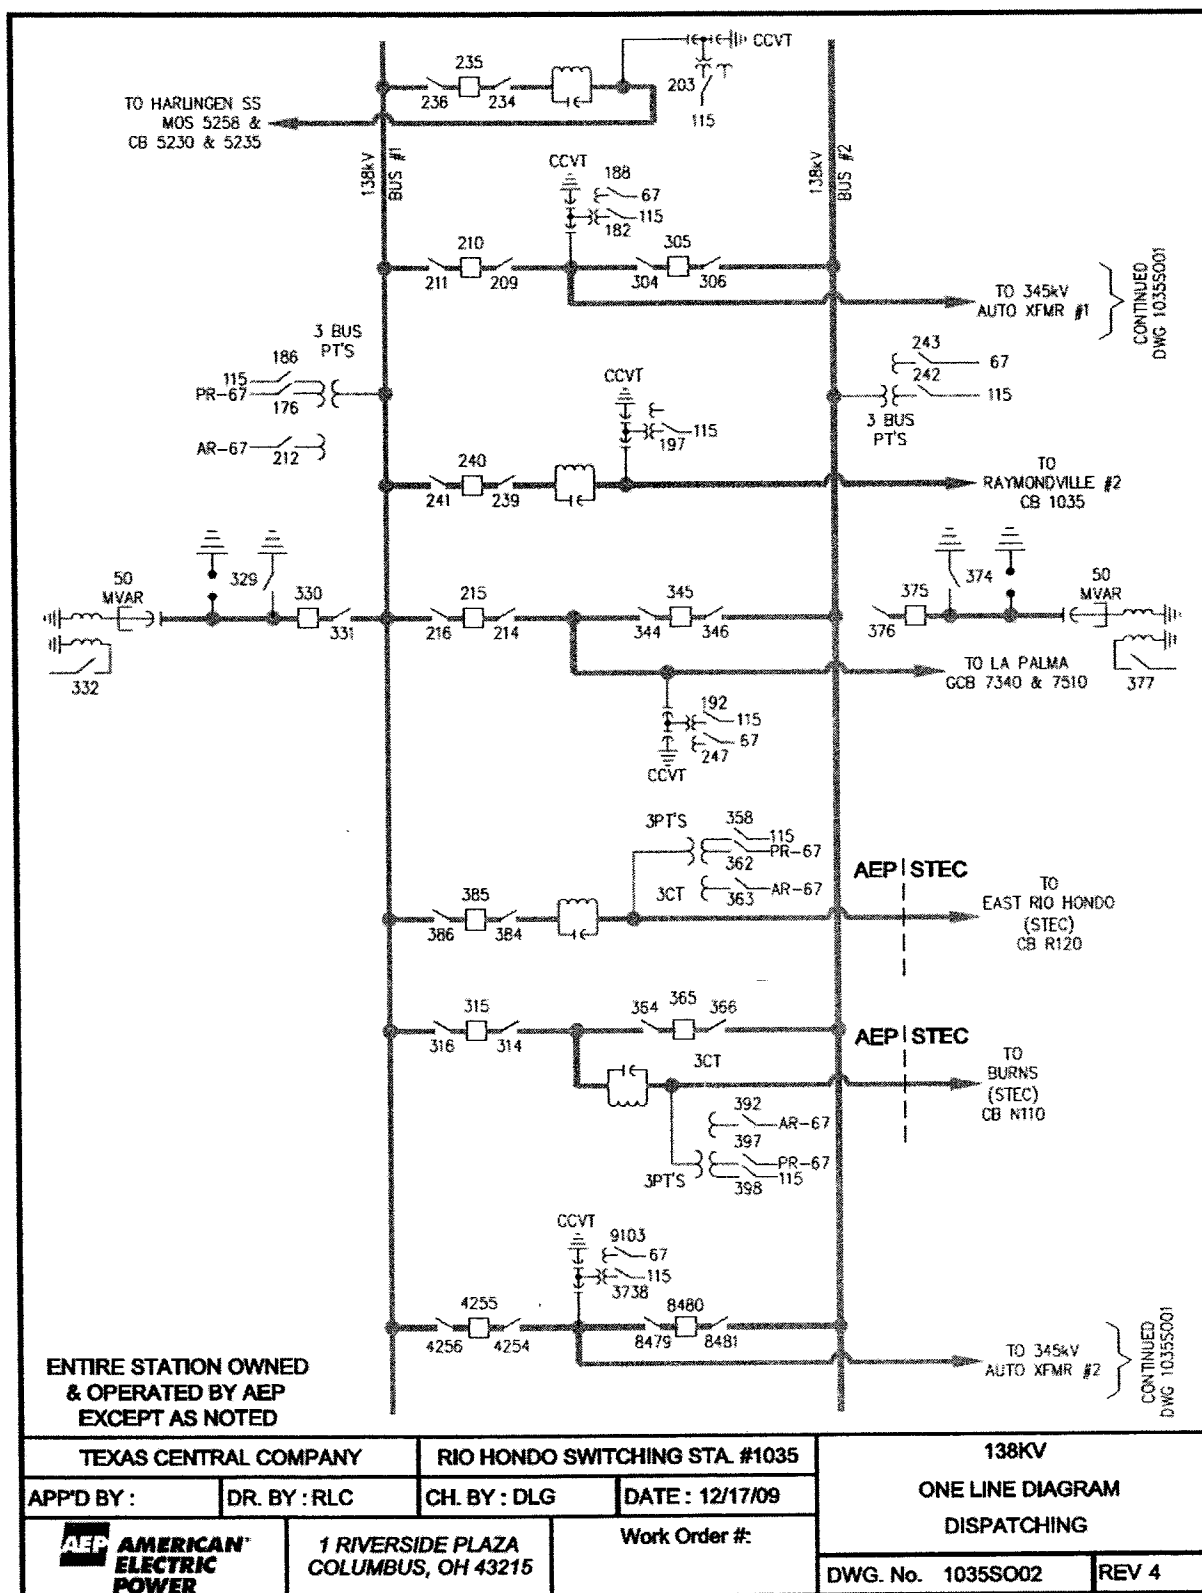 235
CCVT
236
234
203
115
TO HARLINGEN SS
MOS 5258 &
CB 5230 & 5235
138kV
BUS #1
138kV
BUS #2
CCVT
188
67
115
182
210
305
211
209
304
306
TO 345kV
AUTO XFMR #1
CONTINUED
DWG 1035SO01
3 BUS
PT'S
186
115
PR-67
176
AR-67
212
CCVT
115
197
243
67
242
115
3 BUS
PT'S
240
241
239
TO
RAYMONDVILLE #2
CB 1035
50
MVAR
329
330
331
332
215
216
214
345
344
346
374
375
376
50
MVAR
377
TO LA PALMA
GCB 7340 & 7510
192
115
67
247
CCVT
3PT'S
358
115
PR-67
362
3CT
AR-67
363
385
386
384
AEP STEC
TO
EAST RIO HONDO
(STEC)
CB R120
315
316
314
364
365
366
3CT
AEP STEC
TO
BURNS
(STEC)
CB N110
392
AR-67
397
PR-67
3PT'S
398
115
CCVT
9103
67
115
3738
4255
4256
4254
8480
8479
8481
TO 345kV
AUTO XFMR #2
CONTINUED
DWG 1035SO01
ENTIRE STATION OWNED
& OPERATED BY AEP
EXCEPT AS NOTED
TEXAS CENTRAL COMPANY
RIO HONDO SWITCHING STA. #1035
138KV
ONE LINE DIAGRAM
DISPATCHING
APP'D BY :
DR. BY : RLC
CH. BY : DLG
DATE : 12/17/09
AEP AMERICAN
ELECTRIC
POWER
1 RIVERSIDE PLAZA
COLUMBUS, OH 43215
Work Order #:
DWG. No. 1035SO02
REV 4